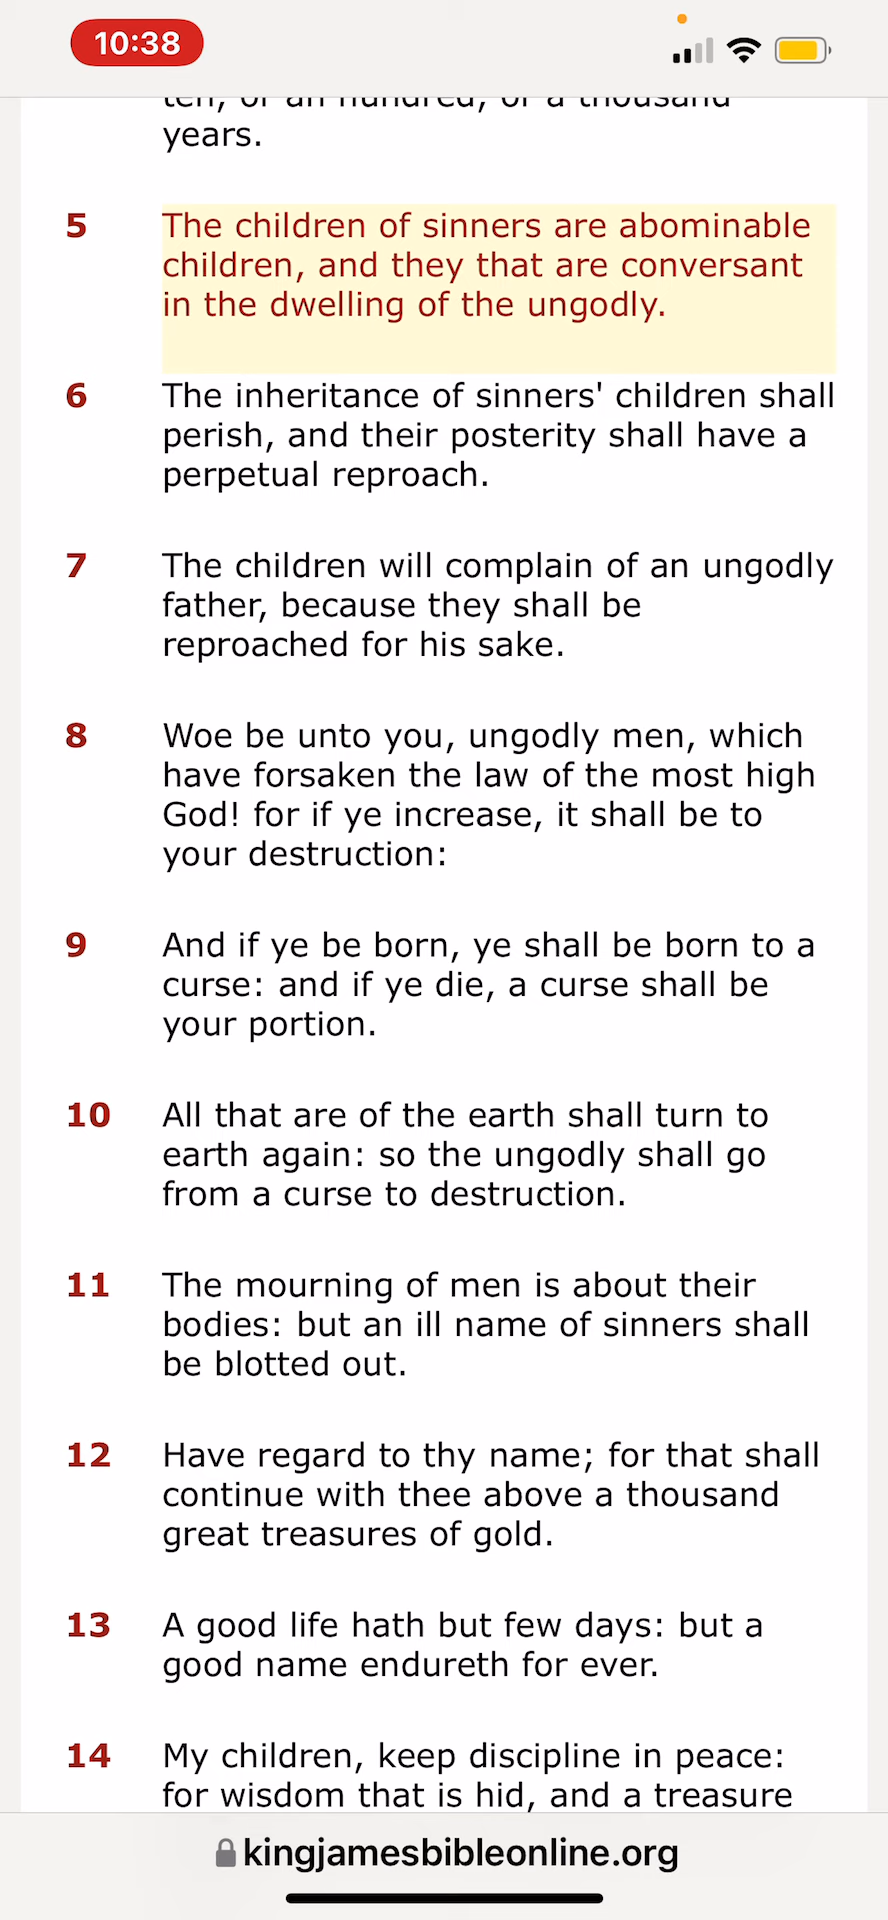 10:38
ten, or an hundred, or a thousand
years.
5 The children of sinners are abominable
children, and they that are conversant
in the dwelling of the ungodly.
6 The inheritance of sinners' children shall
perish, and their posterity shall have a
perpetual reproach.
7 The children will complain of an ungodly
father, because they shall be
reproached for his sake.
8 Woe be unto you, ungodly men, which
have forsaken the law of the most high
God! for if ye increase, it shall be to
your destruction:
9 And if ye be born, ye shall be born to a
curse: and if ye die, a curse shall be
your portion.
10 All that are of the earth shall turn to
earth again: so the ungodly shall go
from a curse to destruction.
11 The mourning of men is about their
bodies: but an ill name of sinners shall
be blotted out.
12 Have regard to thy name; for that shall
continue with thee above a thousand
great treasures of gold.
13 A good life hath but few days: but a
good name endureth for ever.
14 My children, keep discipline in peace:
for wisdom that is hid, and a treasure
kingjamesbibleonline.org